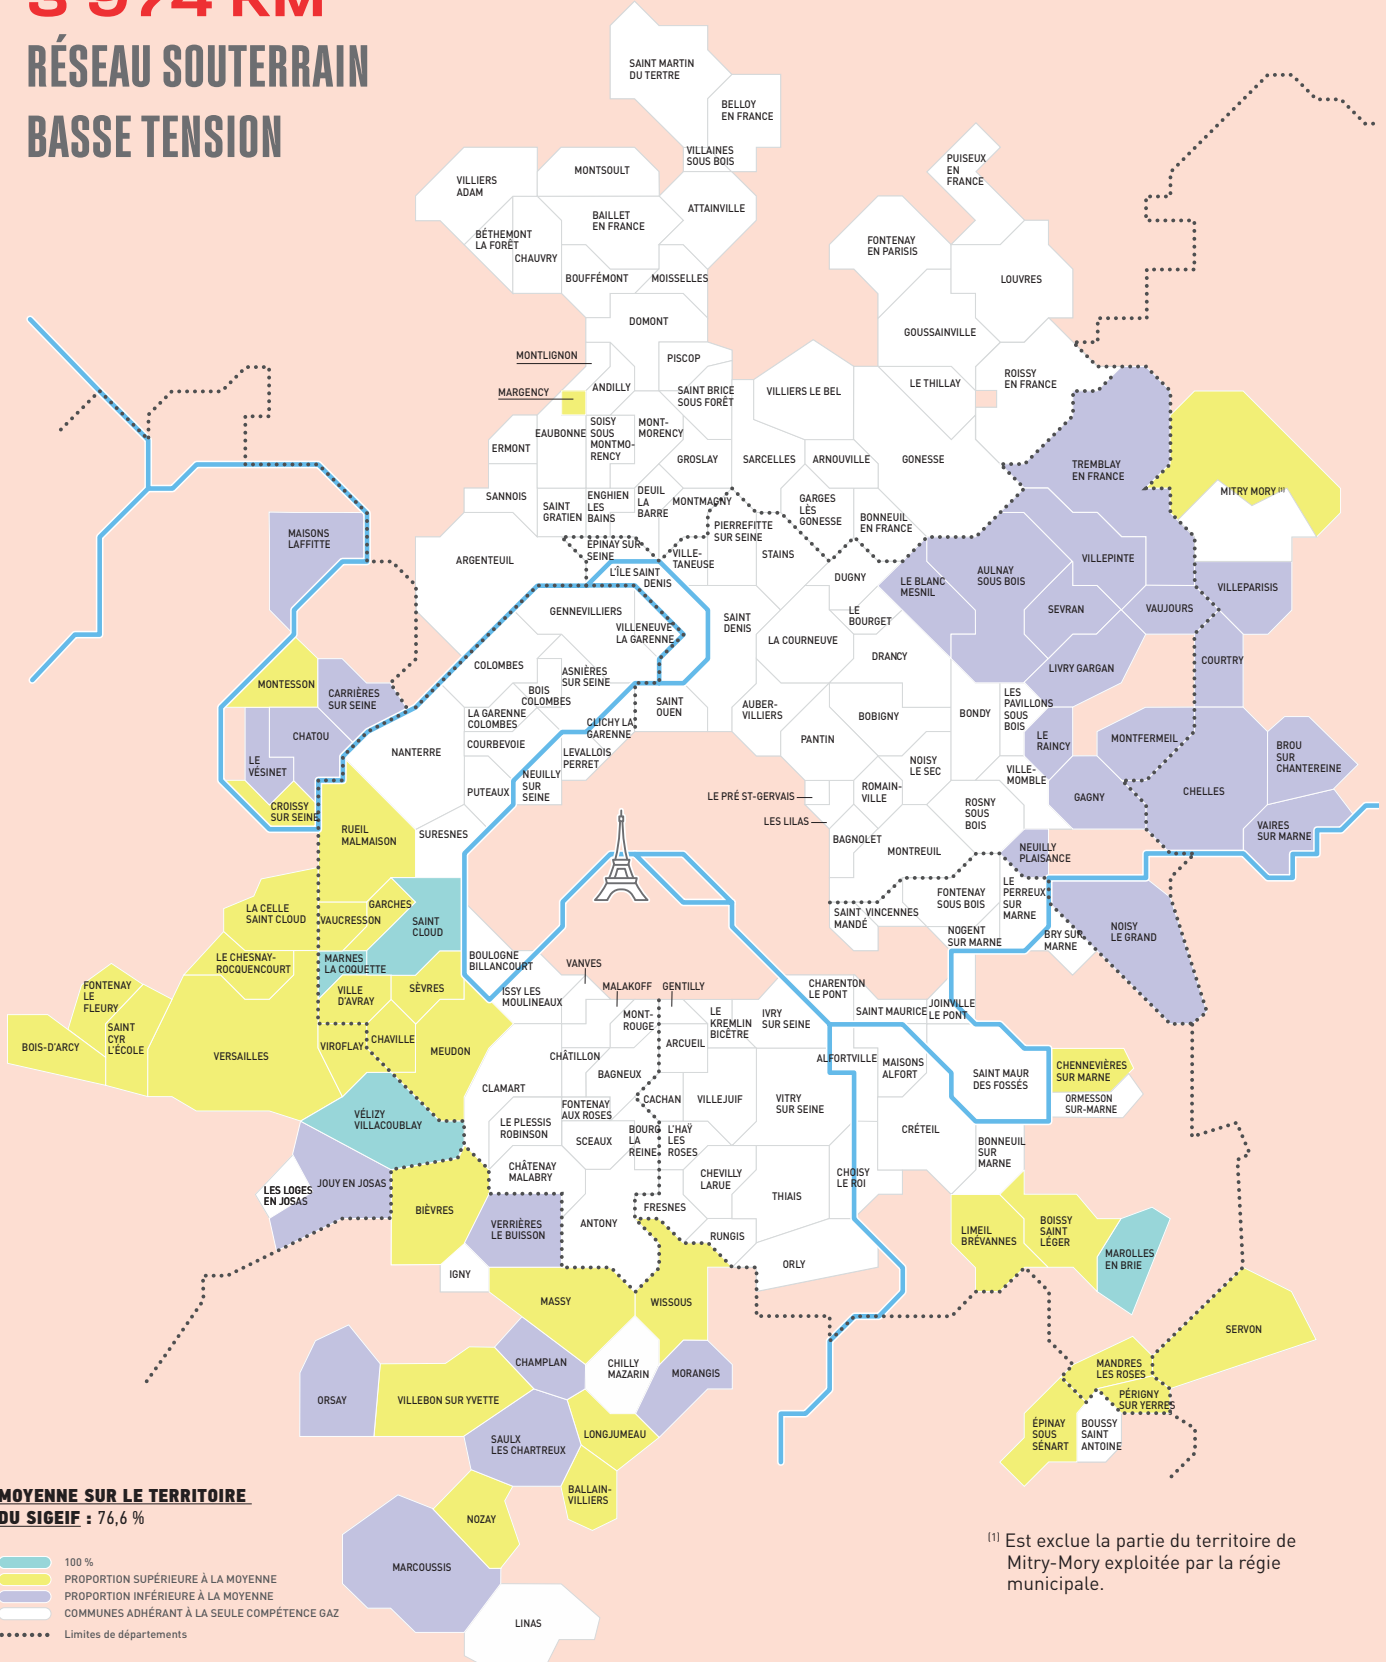 3 974 KM
RÉSEAU SOUTERRAIN
BASSE TENSION
SAINT MARTIN
DU TERTRE
BELLOY
EN FRANCE
VILLAINES
SOUS BOIS
MONTSOULT
VILLIERS
ADAM
PUISEUX
EN
FRANCE
BAILLET
EN FRANCE
ATTAINVILLE
BÉTHEMONT
LA FORÊT
CHAUVRY
FONTENAY
EN PARISIS
BOUFFÉMONT
MOISSELLES
LOUVRES
DOMONT
GOUSSAINVILLE
MONTLIGNON
PISCOP
ROISSY
EN FRANCE
MARGENCY
ANDILLY
SAINT BRICE
SOUS FORÊT
VILLIERS LE BEL
LE THILLAY
EAUBONNE
SOISY
SOUS
MONTMO-
RENCY
MONT-
MORENCY
ERMONT
GROSLAY
SARCELLES
ARNOUVILLE
GONESSE
TREMBLAY
EN FRANCE
MITRY MORY (1)
SANNOIS
SAINT
GRATIEN
ENGHIEN
LES
BAINS
DEUIL
LA
BARRE
MONTMAGNY
GARGES
LÈS
GONESSE
BONNEUIL
EN FRANCE
PIERREFITTE
SUR SEINE
MAISONS
LAFFITTE
ARGENTEUIL
ÉPINAY SUR
SEINE
VILLE-
TANEUSE
STAINS
L'ÎLE SAINT
DENIS
DUGNY
LE BLANC
MESNIL
AULNAY
SOUS BOIS
VILLEPINTE
VILLEPARISIS
GENNEVILLIERS
VILLENEUVE
LA GARENNE
SAINT
DENIS
LE
BOURGET
SEVRAN
VAUJOURS
LA COURNEUVE
DRANCY
COURTRY
MONTESSON
CARRIÈRES
SUR SEINE
COLOMBES
ASNIÈRES
SUR SEINE
BOIS
COLOMBES
LIVRY GARGAN
LA GARENNE
COLOMBES
CLICHY LA
GARENNE
SAINT
OUEN
AUBER-
VILLIERS
BOBIGNY
BONDY
LES
PAVILLONS
SOUS
BOIS
CHATOU
LE
VÉSINET
NANTERRE
COURBEVOIE
LEVALLOIS
PERRET
PANTIN
LE
RAINCY
MONTFERMEIL
BROU
SUR
CHANTEREINE
NOISY
LE SEC
VILLE-
MOMBLE
PUTEAUX
NEUILLY
SUR
SEINE
LE PRÉ ST-GERVAIS
ROMAIN-
VILLE
GAGNY
CHELLES
CROISSY
SUR SEINE
ROSNY
SOUS
BOIS
LES LILAS
VAIRES
SUR MARNE
RUEIL
MALMAISON
SURESNES
BAGNOLET
MONTREUIL
NEUILLY
PLAISANCE
LA CELLE
SAINT CLOUD
GARCHES
VAUCRESSON
SAINT
CLOUD
SAINT
MANDÉ
VINCENNES
FONTENAY
SOUS BOIS
LE
PERREUX
SUR
MARNE
NOGENT
SUR MARNE
BRY SUR
MARNE
NOISY
LE GRAND
LE CHESNAY-
ROCQUENCOURT
MARNES
LA COQUETTE
BOULOGNE
BILLANCOURT
VANVES
FONTENAY
LE
FLEURY
VILLE
D'AVRAY
SÈVRES
ISSY LES
MOULINEAUX
MALAKOFF
GENTILLY
CHARENTON
LE PONT
SAINT MAURICE
JOINVILLE
LE PONT
MONT-
ROUGE
LE
KREMLIN
BICÊTRE
IVRY
SUR SEINE
BOIS-D'ARCY
SAINT
CYR
L'ÉCOLE
VERSAILLES
VIROFLAY
CHAVILLE
MEUDON
ARCUEIL
CHÂTILLON
ALFORTVILLE
MAISONS
ALFORT
SAINT MAUR
DES FOSSÉS
CHENNEVIÈRES
SUR MARNE
CLAMART
BAGNEUX
CACHAN
VILLEJUIF
VITRY
SUR SEINE
ORMESSON
SUR-MARNE
VÉLIZY
VILLACOUBLAY
FONTENAY
AUX ROSES
LE PLESSIS
ROBINSON
SCEAUX
BOURG
LA
REINE
L'HAŸ
LES
ROSES
CRÉTEIL
BONNEUIL
SUR
MARNE
LES LOGES
EN JOSAS
JOUY EN JOSAS
CHÂTENAY
MALABRY
CHEVILLY
LARUE
CHOISY
LE ROI
THIAIS
BIÈVRES
FRESNES
VERRIÈRES
LE BUISSON
ANTONY
RUNGIS
LIMEIL
BRÉVANNES
BOISSY
SAINT
LÉGER
MAROLLES
EN BRIE
IGNY
ORLY
MASSY
WISSOUS
SERVON
CHAMPLAN
CHILLY
MAZARIN
MORANGIS
MANDRES
LES ROSES
ORSAY
VILLEBON SUR YVETTE
PÉRIGNY
SUR YERRES
LONGJUMEAU
SAULX
LES CHARTREUX
ÉPINAY
SOUS
SÉNART
BOUSSY
SAINT
ANTOINE
BALLAIN-
VILLIERS
NOZAY
MARCOUSSIS
LINAS
MOYENNE SUR LE TERRITOIRE
DU SIGEIF : 76,6 %
100 %
PROPORTION SUPÉRIEURE À LA MOYENNE
PROPORTION INFÉRIEURE À LA MOYENNE
COMMUNES ADHÉRANT À LA SEULE COMPÉTENCE GAZ
Limites de départements
(1) Est exclue la partie du territoire de
Mitry-Mory exploitée par la régie
municipale.